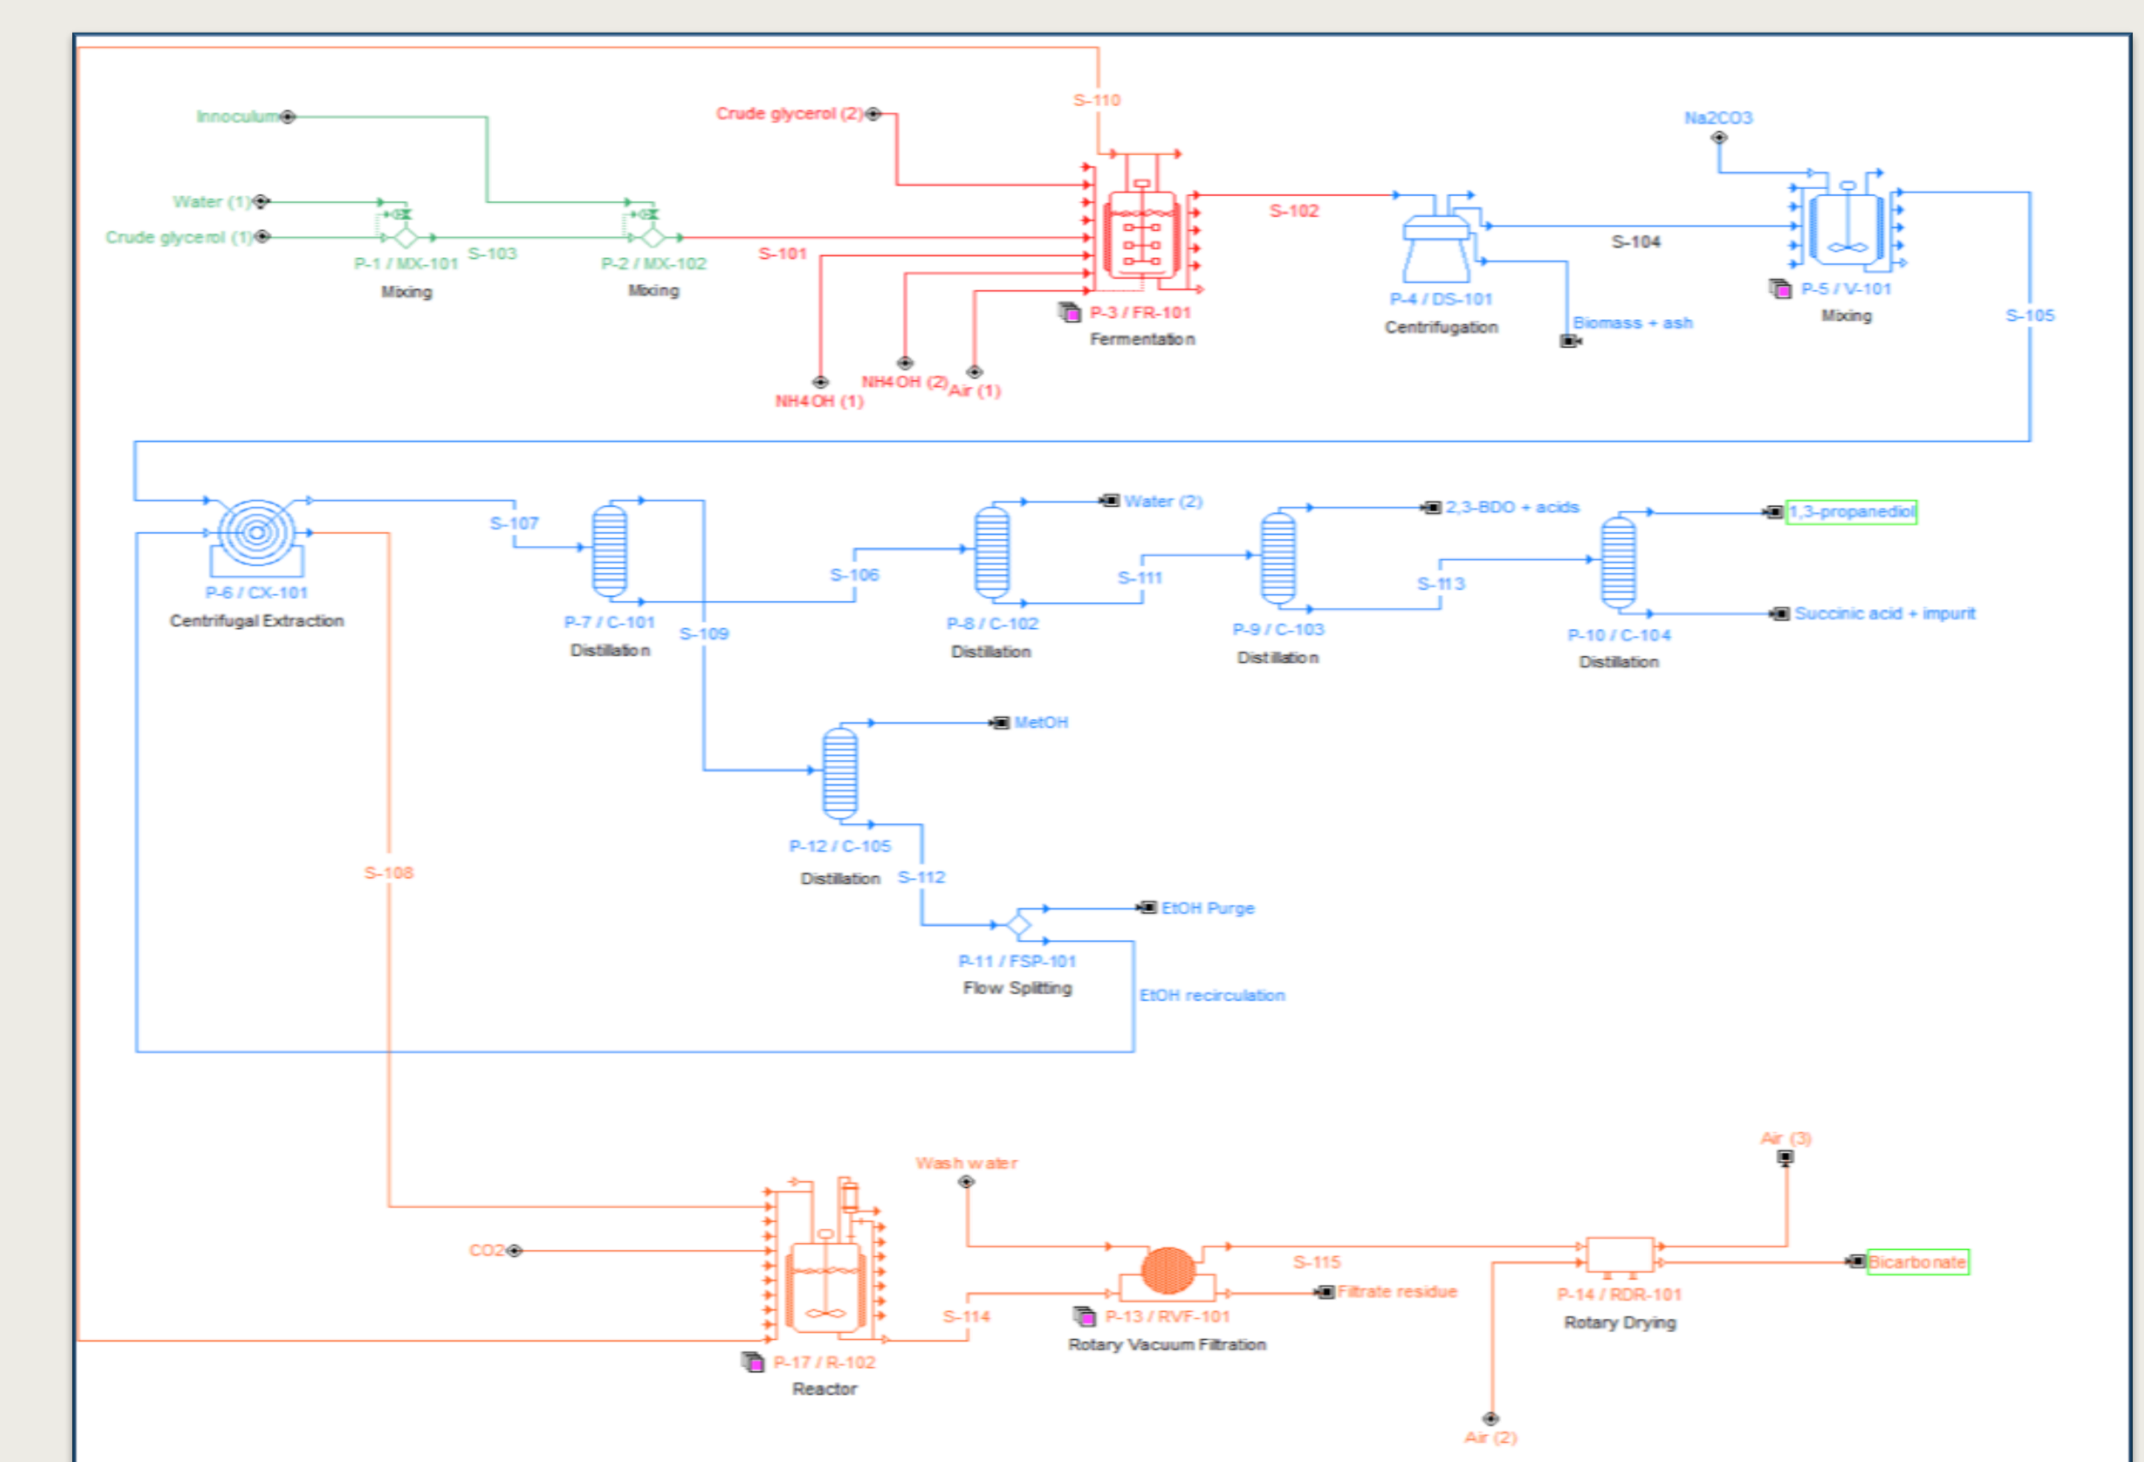 S-110
Innoculum
Crude glycerol (2)
Na2CO3
Water (1)
Crude glycerol (1)
S-103
S-101
S-102
S-104
P-1 / MX-101
Mixing
P-2 / MX-102
Mixing
P-3 / FR-101
Fermentation
P-4 / DS-101
Centrifugation
Biomass + ash
P-5 / V-101
Mixing
S-105
NH4OH (1)
NH4OH (2)
Air (1)
S-107
Water (2)
2,3-BDO + acids
1,3-propanediol
S-106
S-111
S-113
P-6 / CX-101
Centrifugal Extraction
P-7 / C-101
Distillation
S-109
P-8 / C-102
Distillation
P-9 / C-103
Distillation
P-10 / C-104
Distillation
Succinic acid + impurit
MetOH
P-12 / C-105
Distillation
S-112
S-108
EtOH Purge
P-11 / FSP-101
Flow Splitting
EtOH recirculation
Wash water
Air (3)
CO2
S-115
Bicarbonate
Filtrate residue
S-114
P-13 / RVF-101
Rotary Vacuum Filtration
P-14 / RDR-101
Rotary Drying
P-17 / R-102
Reactor
Air (2)